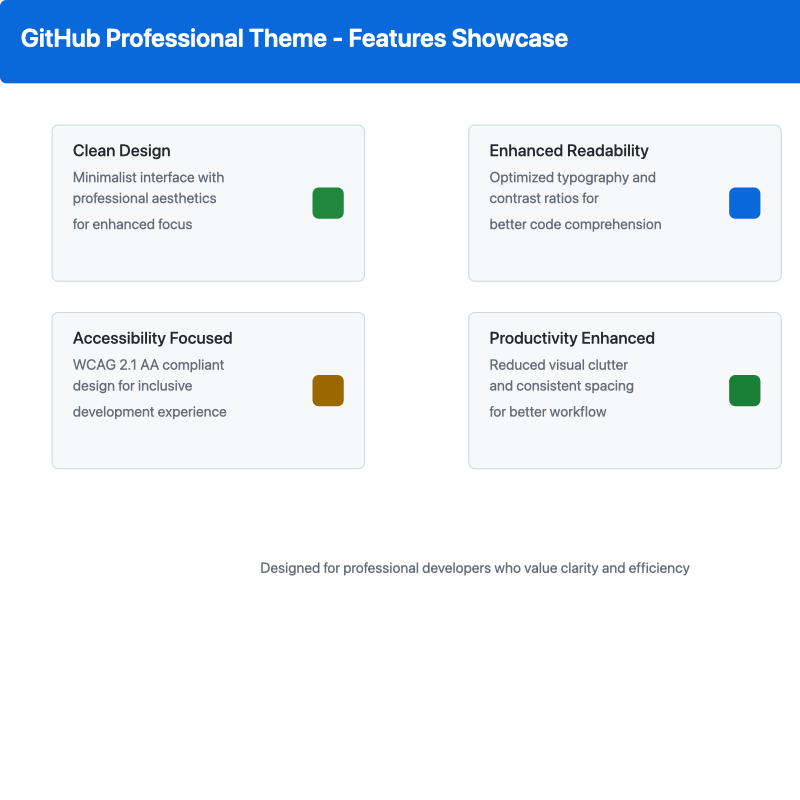 GitHub Professional Theme - Features Showcase
Clean Design
Minimalist interface with
professional aesthetics
for enhanced focus
Enhanced Readability
Optimized typography and
contrast ratios for
better code comprehension
Accessibility Focused
WCAG 2.1 AA compliant
design for inclusive
development experience
Productivity Enhanced
Reduced visual clutter
and consistent spacing
for better workflow
Designed for professional developers who value clarity and efficiency